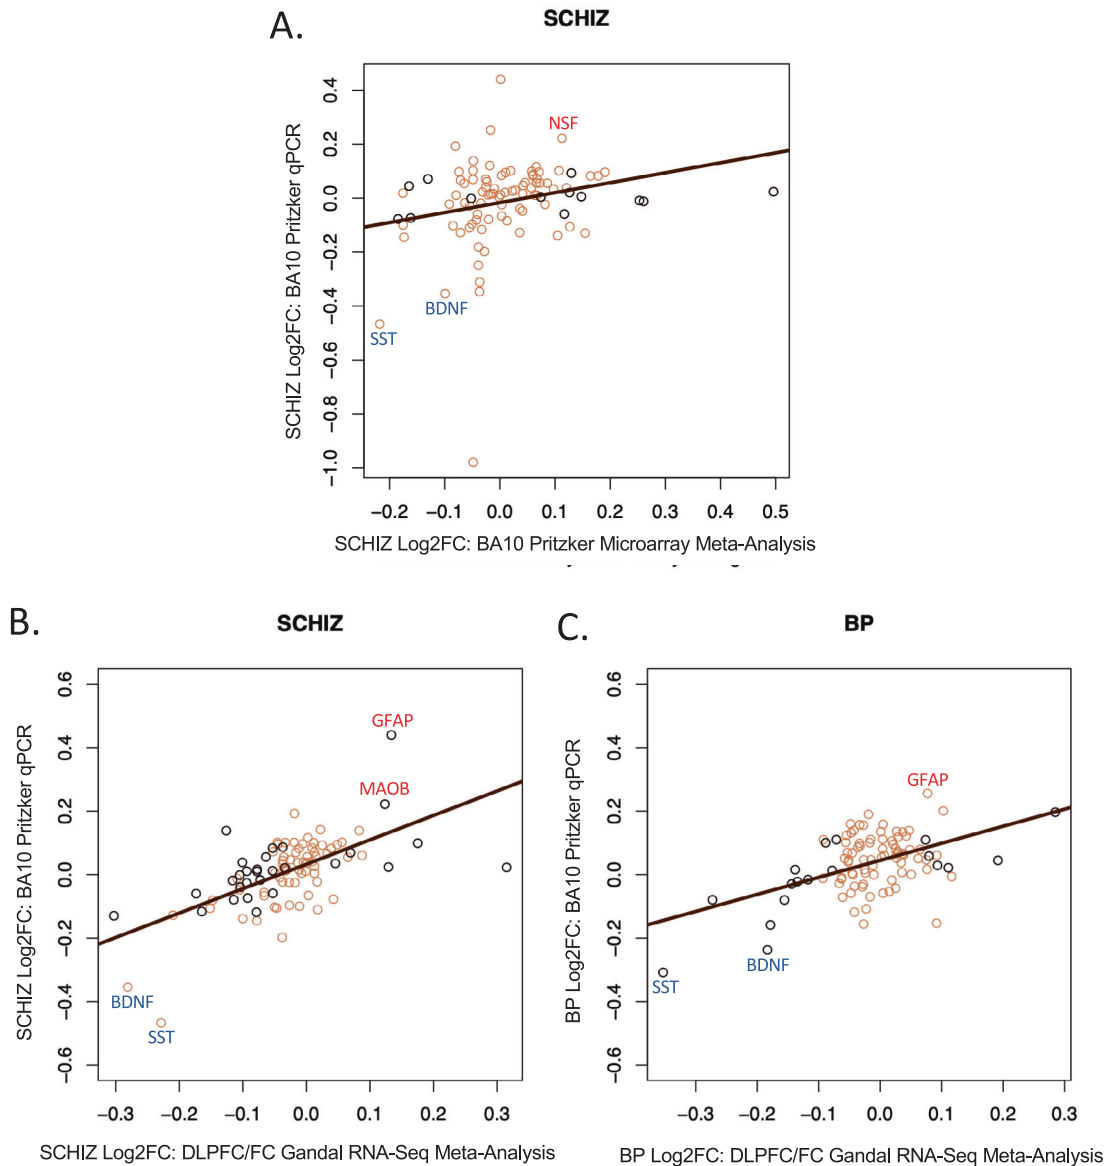 A.
SCHIZ
SCHIZ Log2FC: BA10 Pritzker qPCR
0.4
0.2
0.0
−0.2
−0.4
−0.6
−0.8
−1.0
NSF
BDNF
SST
−0.2 −0.1 0.0 0.1 0.2 0.3 0.4 0.5
SCHIZ Log2FC: BA10 Pritzker Microarray Meta-Analysis
B.
SCHIZ
SCHIZ Log2FC: BA10 Pritzker qPCR
0.6
0.4
0.2
0.0
−0.2
−0.4
−0.6
GFAP
MAOB
BDNF
SST
−0.3 −0.2 −0.1 0.0 0.1 0.2 0.3
SCHIZ Log2FC: DLPFC/FC Gandal RNA-Seq Meta-Analysis
C.
BP
BP Log2FC: BA10 Pritzker qPCR
0.6
0.4
0.2
0.0
−0.2
−0.4
−0.6
GFAP
BDNF
SST
−0.3 −0.2 −0.1 0.0 0.1 0.2 0.3
BP Log2FC: DLPFC/FC Gandal RNA-Seq Meta-Analysis